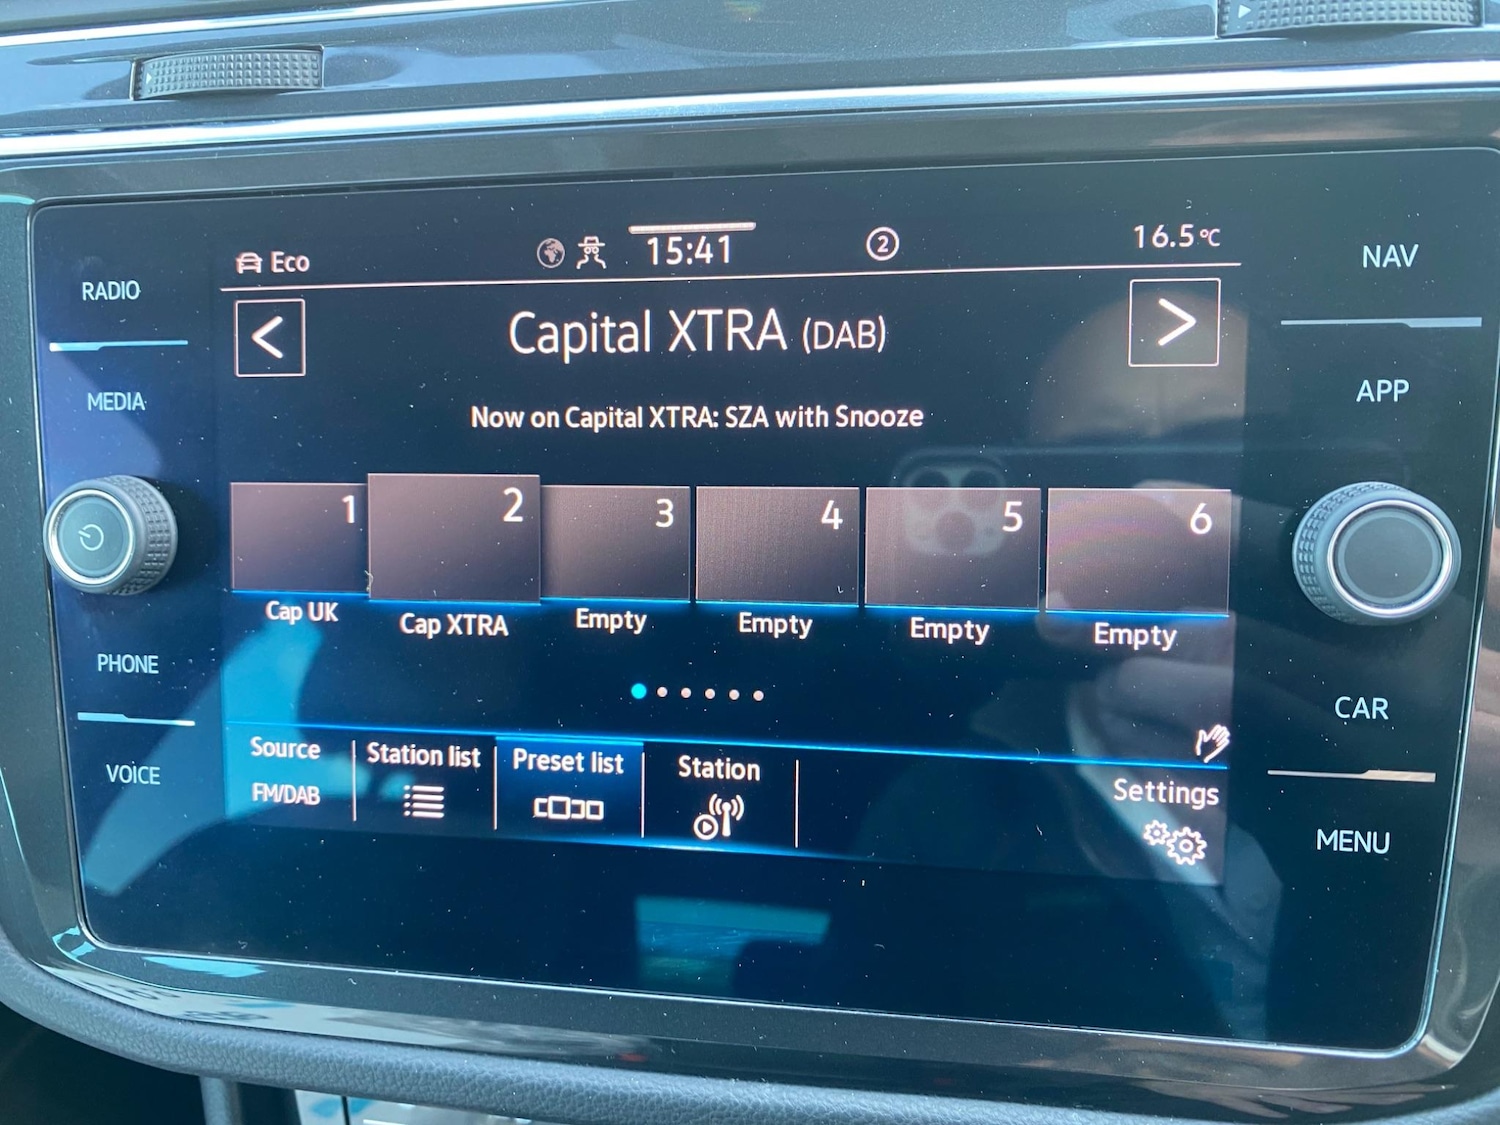 Eco
15:41
2
16.5°C
RADIO
MEDIA
PHONE
VOICE
Capital XTRA (DAB)
Now on Capital XTRA: SZA with Snooze
1
2
3
4
5
6
Cap UK
Cap XTRA
Empty
Empty
Empty
Empty
Source
FM/DAB
Station list
Preset list
Station
Settings
NAV
APP
CAR
MENU